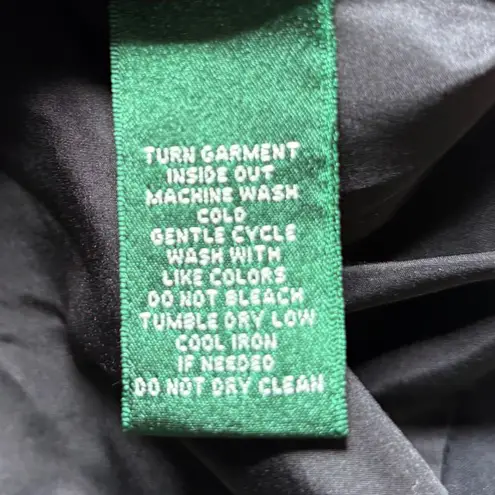 TURN GARMENT
INSIDE OUT
MACHINE WASH
COLD
GENTLE CYCLE
WASH WITH
LIKE COLORS
DO NOT BLEACH
TUMBLE DRY LOW
COOL IRON
IF NEEDED
DO NOT DRY CLEAN